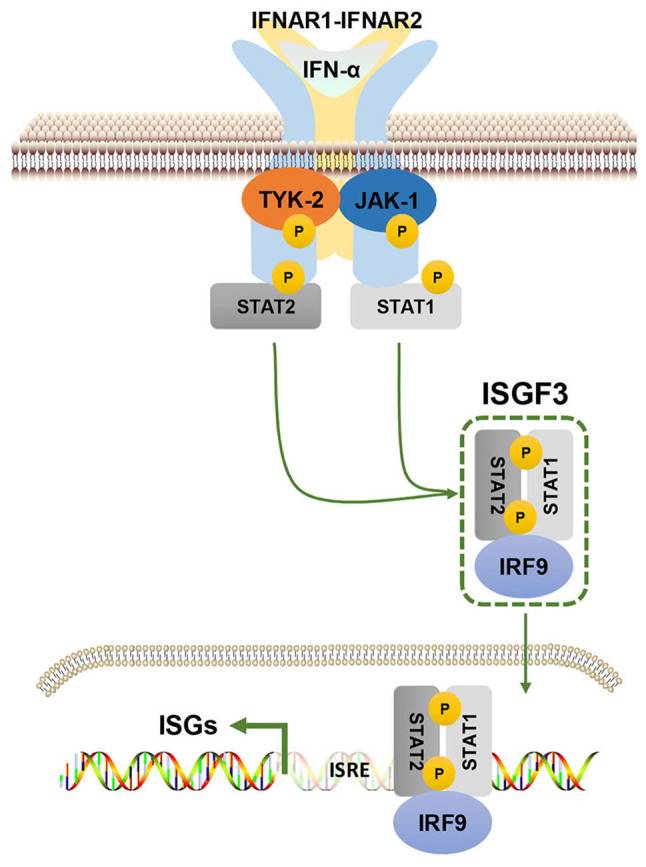 IFNAR1-IFNAR2
IFN-α
TYK-2
JAK-1
P
P
P
P
STAT2
STAT1
ISGF3
STAT2
P
P
STAT1
IRF9
ISGs
ISRE
STAT2
P
P
STAT1
IRF9